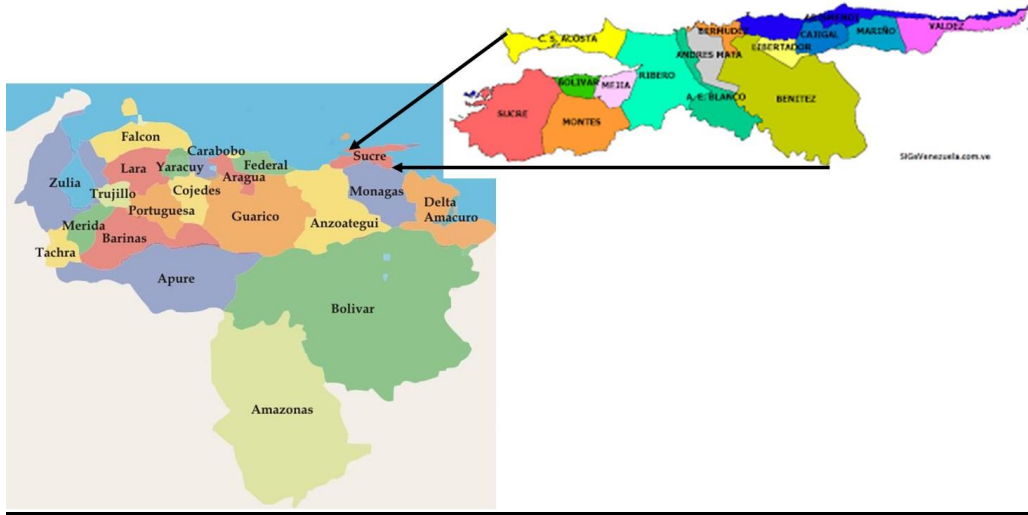 ARISMENDI
VALDEZ
C. S. ACOSTA
BERMUDEZ
CAJIGAL
MARIÑO
LIBERTADOR
ANDRES MATA
RIBERO
BOLIVAR
MEJIA
A. E. BLANCO
BENITEZ
SUCRE
MONTES
SIGaVenezuela.com.ve
Falcon
Carabobo
Sucre
Lara
Yaracuy
Federal
Aragua
Zulia
Trujillo
Cojedes
Monagas
Portuguesa
Guarico
Delta
Amacuro
Anzoategui
Merida
Barinas
Tachra
Apure
Bolivar
Amazonas